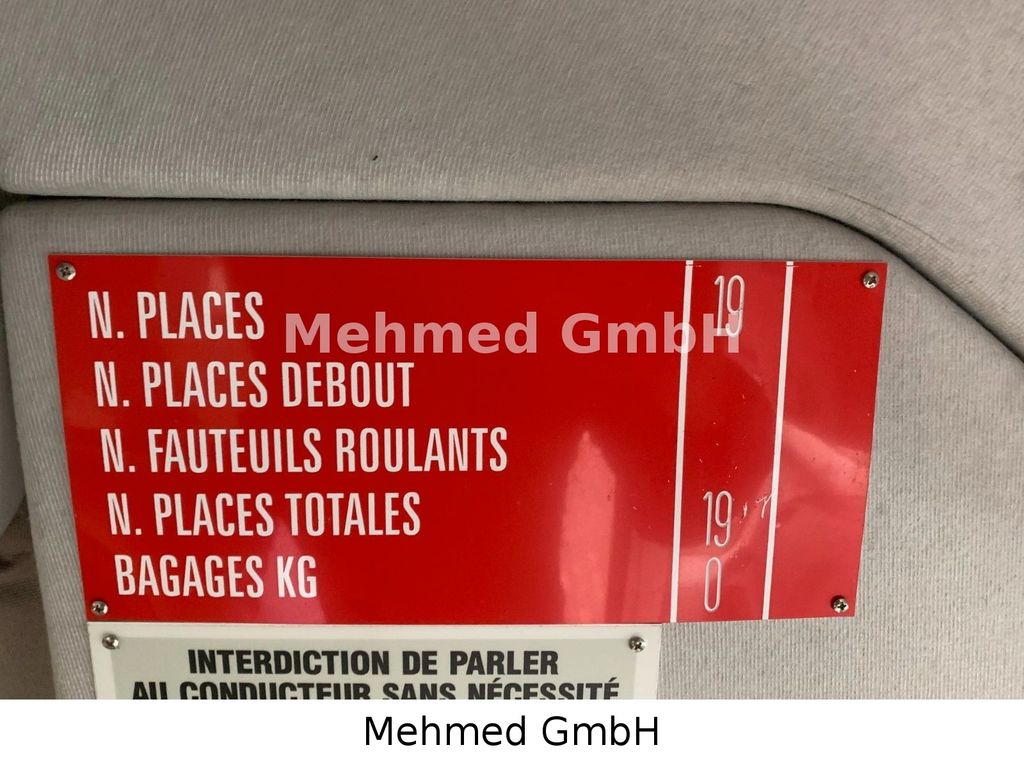 N. PLACES 19
Mehmed GmbH
N. PLACES DEBOUT
N. FAUTEUILS ROULANTS
N. PLACES TOTALES 19
BAGAGES KG 0
INTERDICTION DE PARLER
AU CONDUCTEUR SANS NÉCESSITÉ
Mehmed GmbH